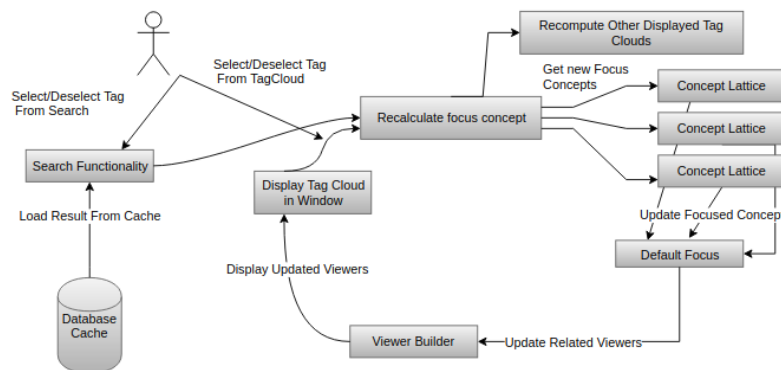 Recompute Other Displayed Tag
Clouds
Select/Deselect Tag
From TagCloud
Get new Focus
Concepts
Concept Lattice
Select/Deselect Tag
From Search
Recalculate focus concept
Concept Lattice
Search Functionality
Concept Lattice
Display Tag Cloud
in Window
Load Result From Cache
Update Focused Concep
Default Focus
Display Updated Viewers
Database
Cache
Viewer Builder
Update Related Viewers